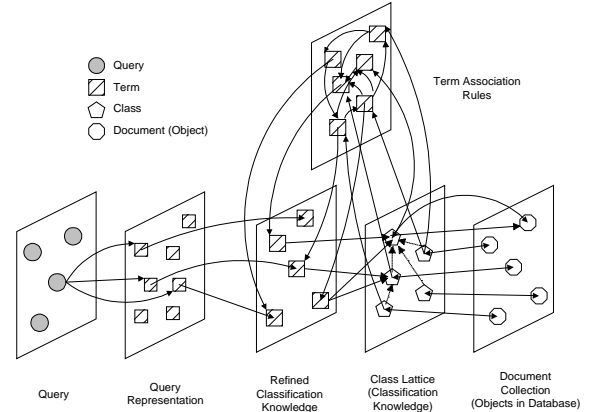 Query
Term
Class
Document (Object)
Term Association
Rules
Query
Query
Representation
Refined
Classification
Knowledge
Class Lattice
(Classification
Knowledge)
Document
Collection
(Objects in Database)